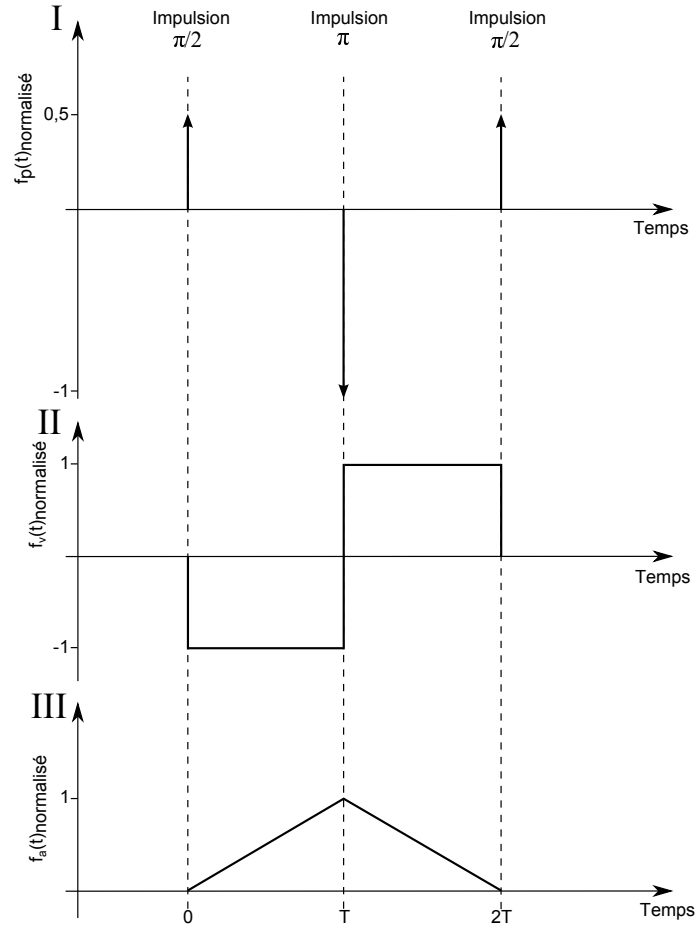 I
Impulsion
π/2
Impulsion
π
Impulsion
π/2
0,5
fp(t)normalisé
Temps
-1
II
1
fv(t)normalisé
Temps
-1
III
1
fa(t)normalisé
Temps
0
T
2T